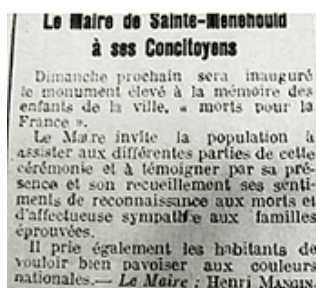 Le Maire de Sainte-Menehould
à ses Concitoyens
Dimanche prochain sera inauguré
le monument élevé à la mémoire des
enfants de la ville, « morts pour la
France ».
Le Maire invite la population à
assister aux différentes parties de cette
cérémonie et à témoigner par sa pré-
sence et son recueillement ses senti-
ments de reconnaissance aux morts et
d'affectueuse sympathie aux familles
éprouvées.
Il prie également les habitants de
vouloir bien pavoiser aux couleurs
nationales.— Le Maire : Henri MANGIN.